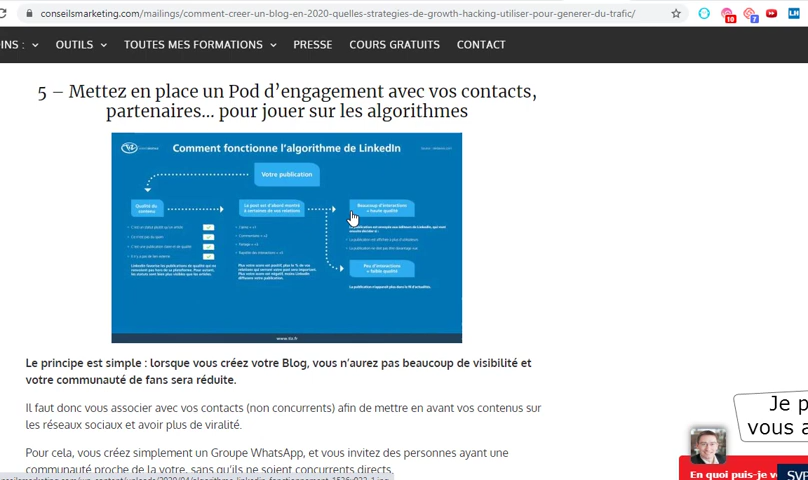 conseilsmarketing.com/mailings/comment-creer-un-blog-en-2020-quelles-strategies-de-growth-hacking-utiliser-pour-generer-du-trafic/
10
7
LH
INS :
OUTILS
TOUTES MES FORMATIONS
PRESSE
COURS GRATUITS
CONTACT
5 – Mettez en place un Pod d'engagement avec vos contacts,
partenaires… pour jouer sur les algorithmes
Comment fonctionne l'algorithme de LinkedIn
Votre publication
Qualité du
contenu
Le post est d'abord montré
à certaines de vos relations
Beaucoup d'interactions
= haute qualité
Peu d'interactions
= faible qualité
Le principe est simple : lorsque vous créez votre Blog, vous n'aurez pas beaucoup de visibilité et
votre communauté de fans sera réduite.
Il faut donc vous associer avec vos contacts (non concurrents) afin de mettre en avant vos contenus sur
les réseaux sociaux et avoir plus de viralité.
Pour cela, vous créez simplement un Groupe WhatsApp, et vous invitez des personnes ayant une
communauté proche de la votre, sans qu'ils ne soient concurrents directs.
Je p
vous a
En quoi puis-je v